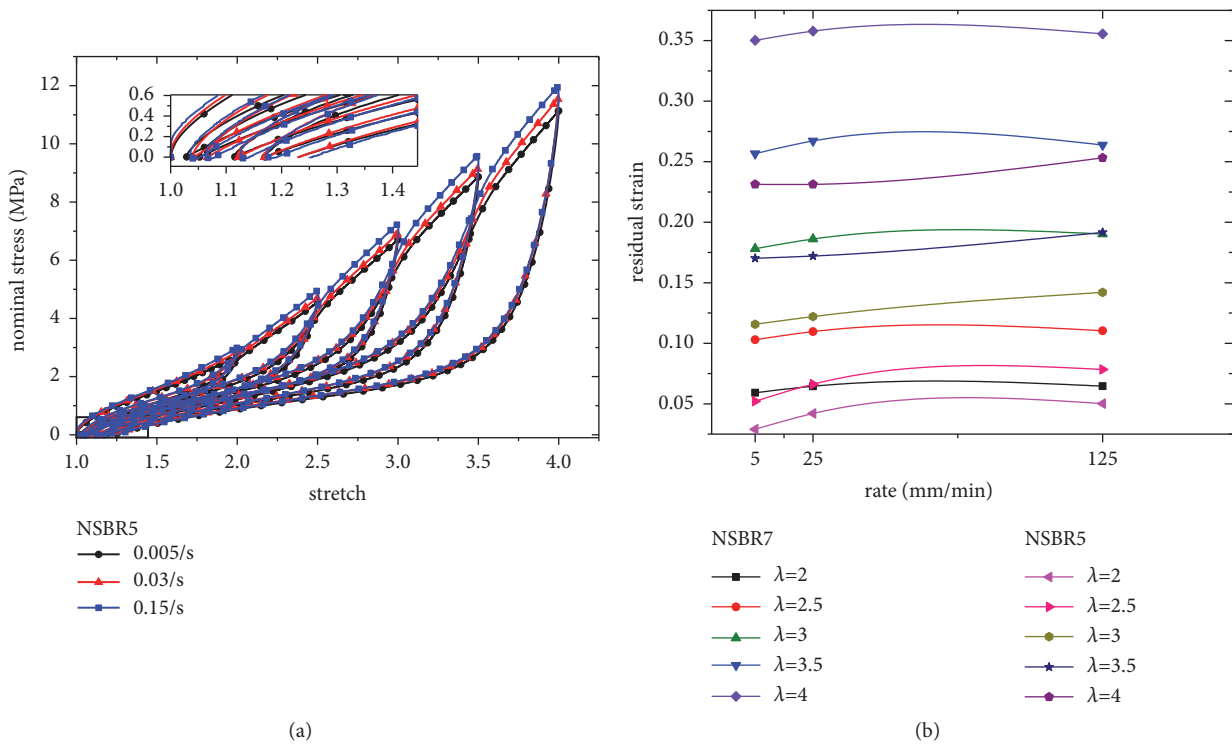 12
10
8
6
4
2
0
nominal stress (MPa)
0.6
0.4
0.2
0.0
1.0 1.1 1.2 1.3 1.4
1.0 1.5 2.0 2.5 3.0 3.5 4.0
stretch
NSBR5
0.005/s
0.03/s
0.15/s
(a)
0.35
0.30
0.25
0.20
0.15
0.10
0.05
residual strain
5 25 125
rate (mm/min)
NSBR7
λ=2
λ=2.5
λ=3
λ=3.5
λ=4
NSBR5
λ=2
λ=2.5
λ=3
λ=3.5
λ=4
(b)